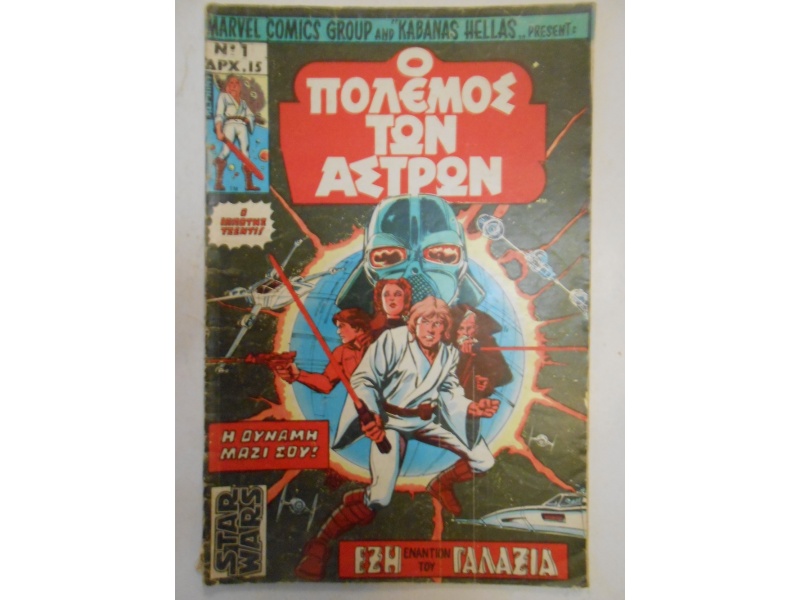 MARVEL COMICS GROUP AND "KABANAS HELLAS".. PRESENT:
Nº 1
ΔΡΧ. 15
Ο
ΠΟΛΕΜΟΣ
ΤΩΝ
ΑΣΤΡΩΝ
Ο
ΙΠΠΟΤΗΣ
ΤΖΕΝΤΙ!
Η ΔΥΝΑΜΗ
ΜΑΖΙ ΣΟΥ!
STAR
WARS
ΕΞΗ ΕΝΑΝΤΙΟΝ ΤΟΥ ΓΑΛΑΞΙΑ